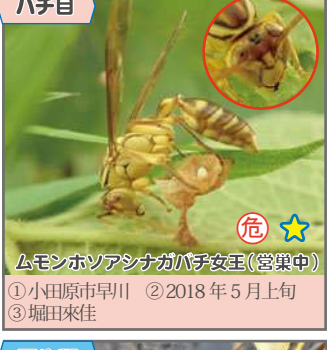 ハチ目
危
ムモンホソアシナガバチ女王(営巣中)
①小田原市早川　②2018年5月上旬
③堀田來佳